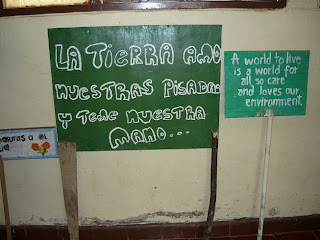 LA TiERRA AMO
NUESTRAS PISADAS
Y TEME NUESTRA
MANO...
A world to live
is a world for
all so care
and loves our
environment.